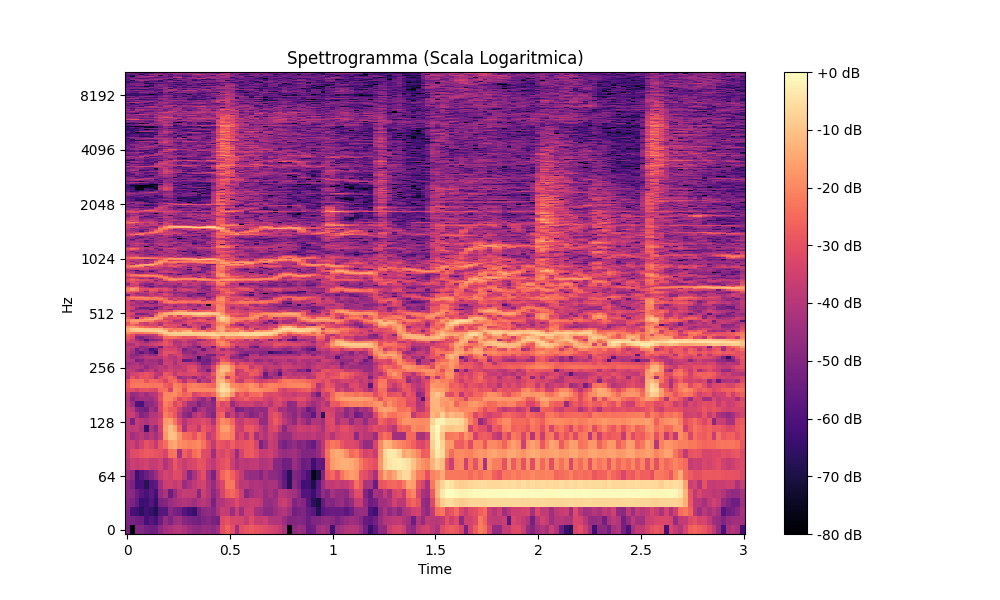 Spettrogramma (Scala Logaritmica)
8192
4096
2048
1024
512
256
128
64
0
Hz
0
0.5
1
1.5
2
2.5
3
Time
+0 dB
-10 dB
-20 dB
-30 dB
-40 dB
-50 dB
-60 dB
-70 dB
-80 dB